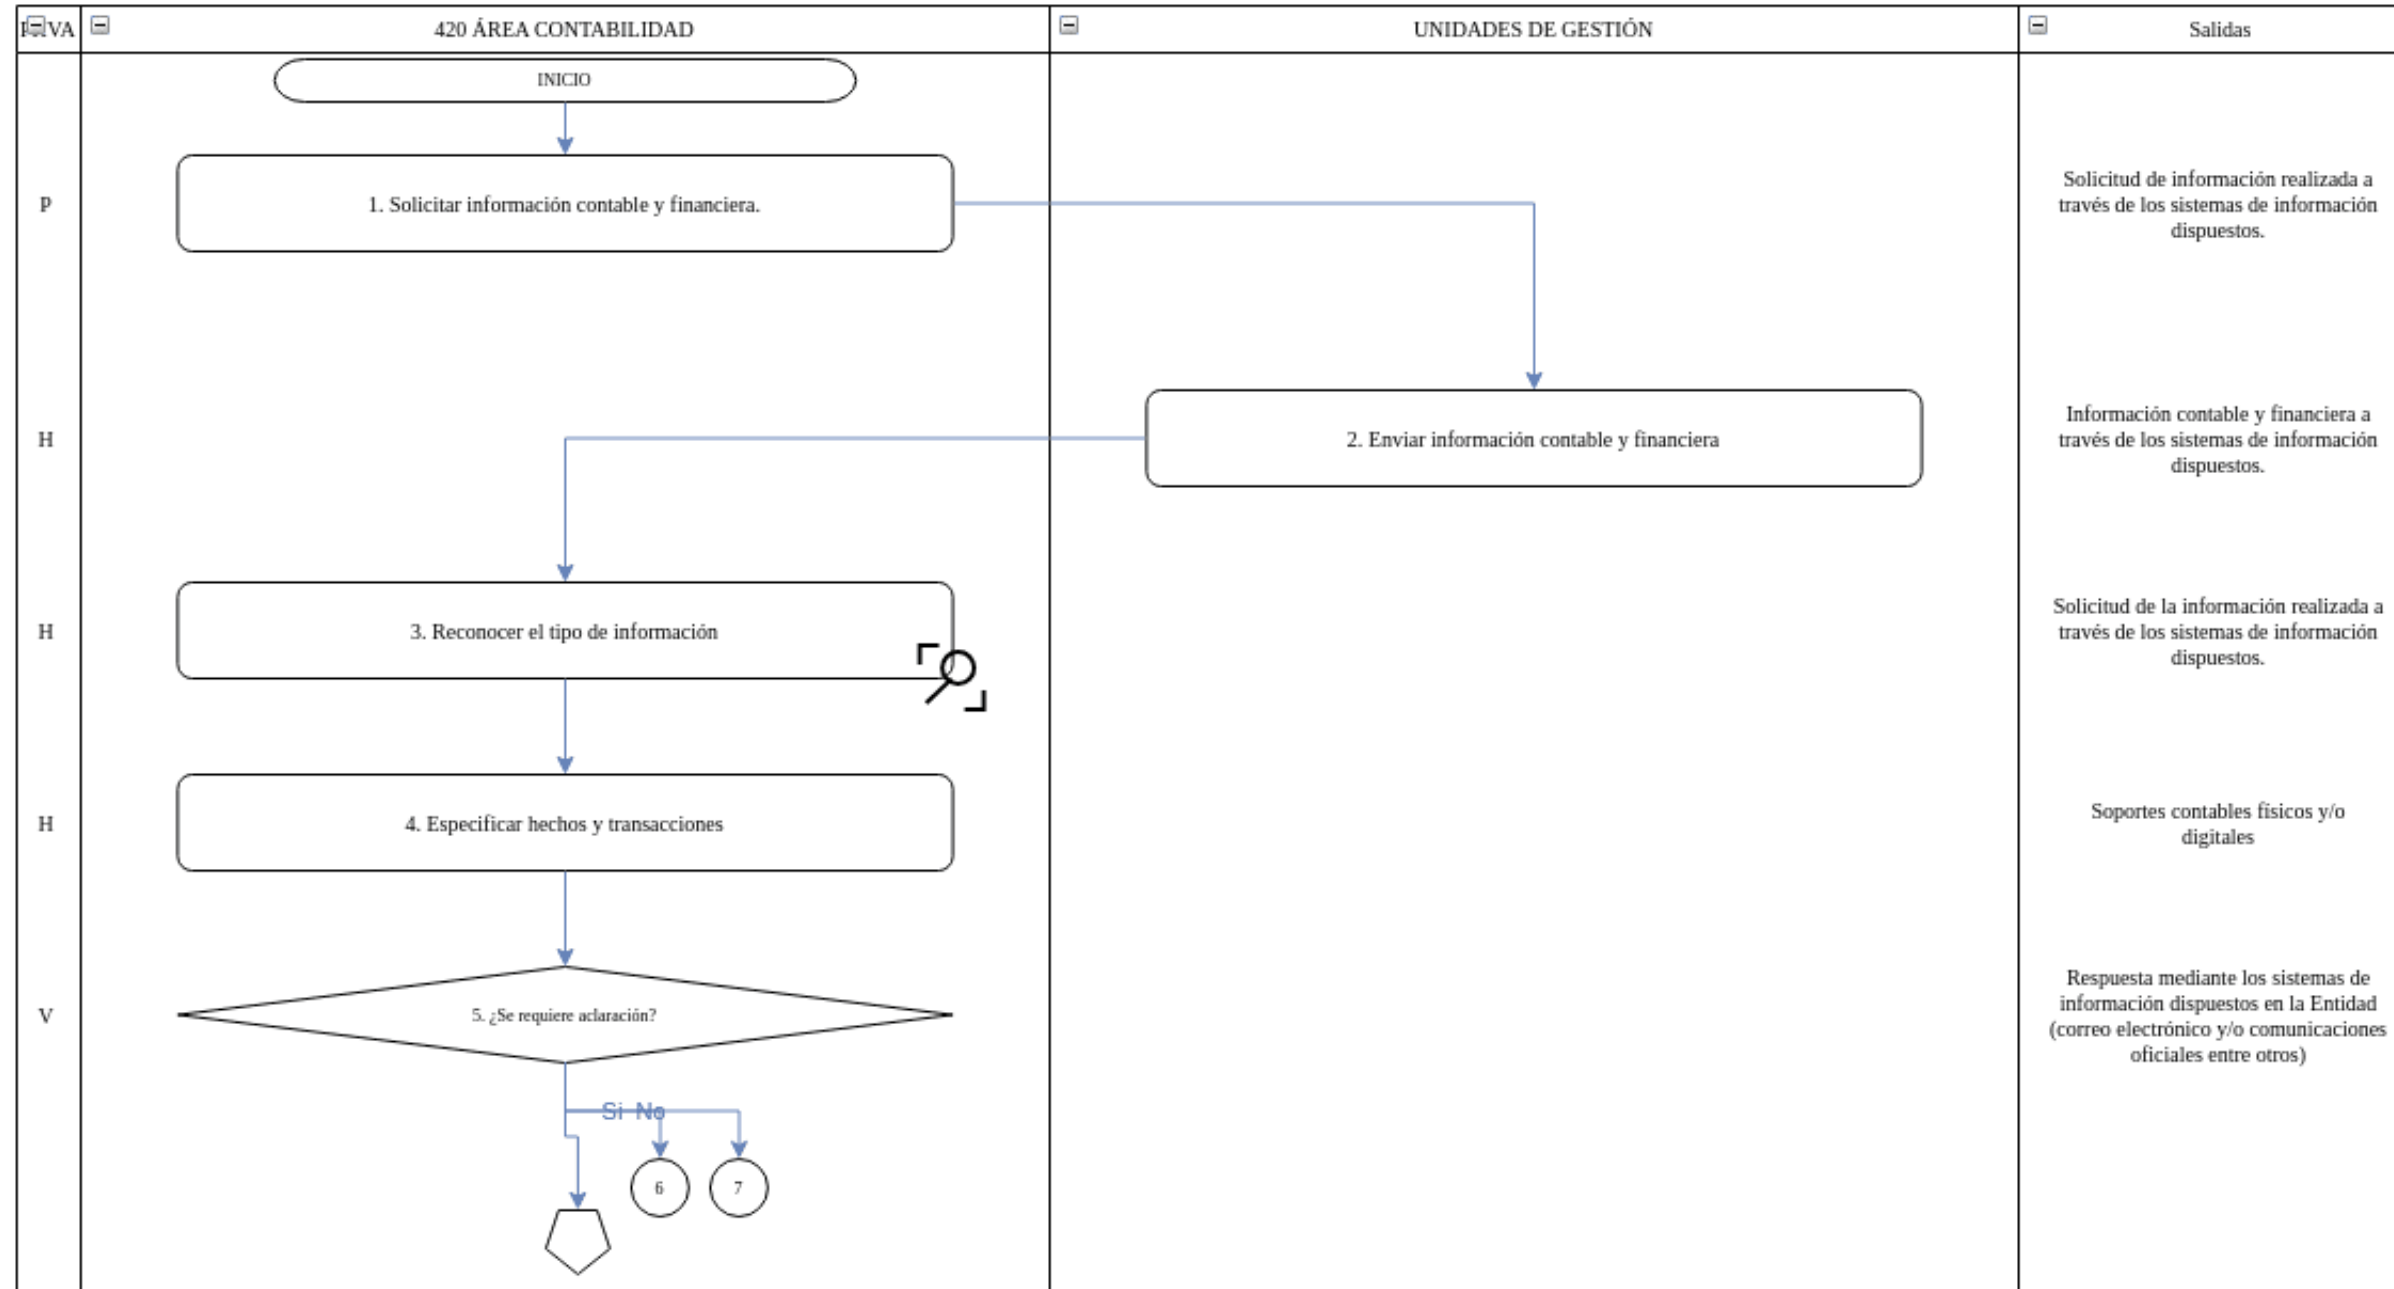 420 ÁREA CONTABILIDAD
UNIDADES DE GESTIÓN
Salidas
INICIO
P
1. Solicitar información contable y financiera.
Solicitud de información realizada a
través de los sistemas de información
dispuestos.
H
2. Enviar información contable y financiera
Información contable y financiera a
través de los sistemas de información
dispuestos.
H
3. Reconocer el tipo de información
Solicitud de la información realizada a
través de los sistemas de información
dispuestos.
H
4. Especificar hechos y transacciones
Soportes contables físicos y/o
digitales
V
5. ¿Se requiere aclaración?
Respuesta mediante los sistemas de
información dispuestos en la Entidad
(correo electrónico y/o comunicaciones
oficiales entre otros)
Si No
6
7